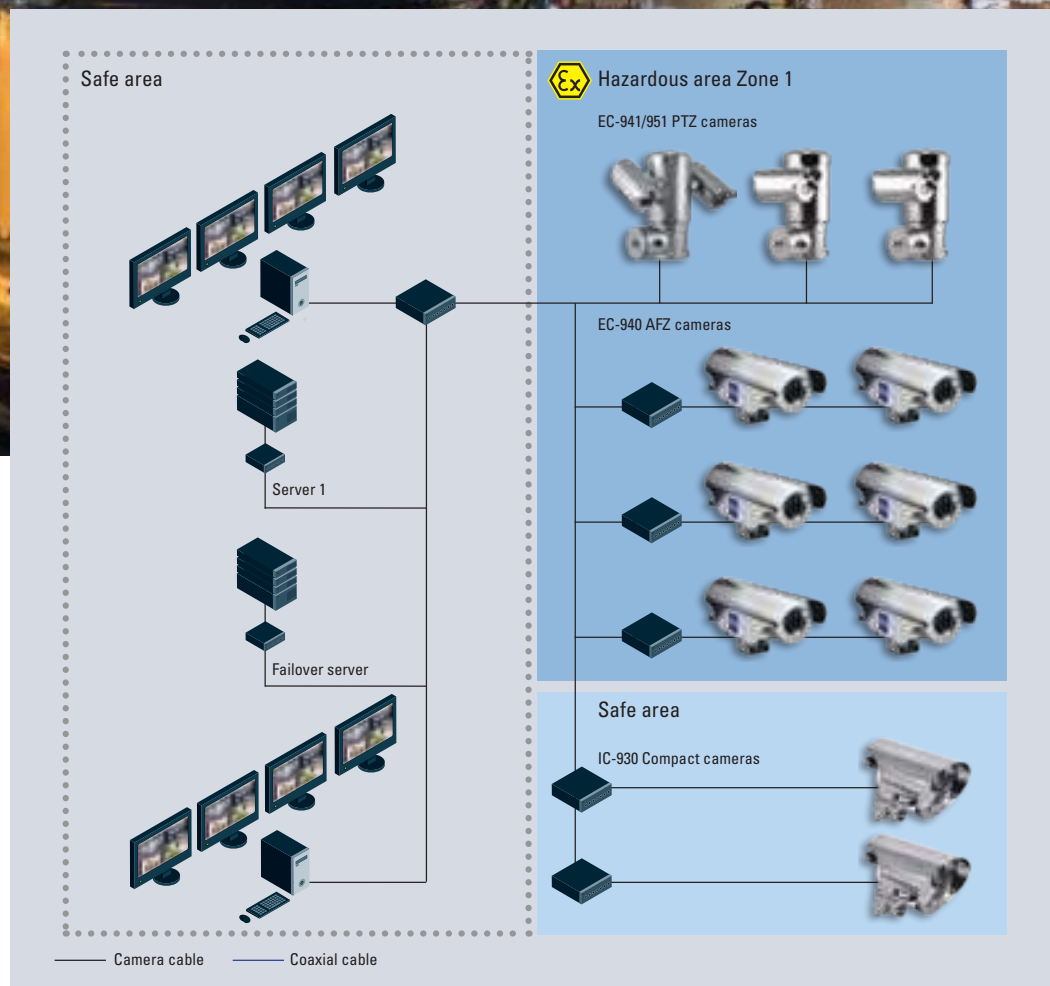 Safe area
Server 1
Failover server
Ex
Hazardous area Zone 1
EC-941/951 PTZ cameras
EC-940 AFZ cameras
Safe area
IC-930 Compact cameras
Camera cable
Coaxial cable